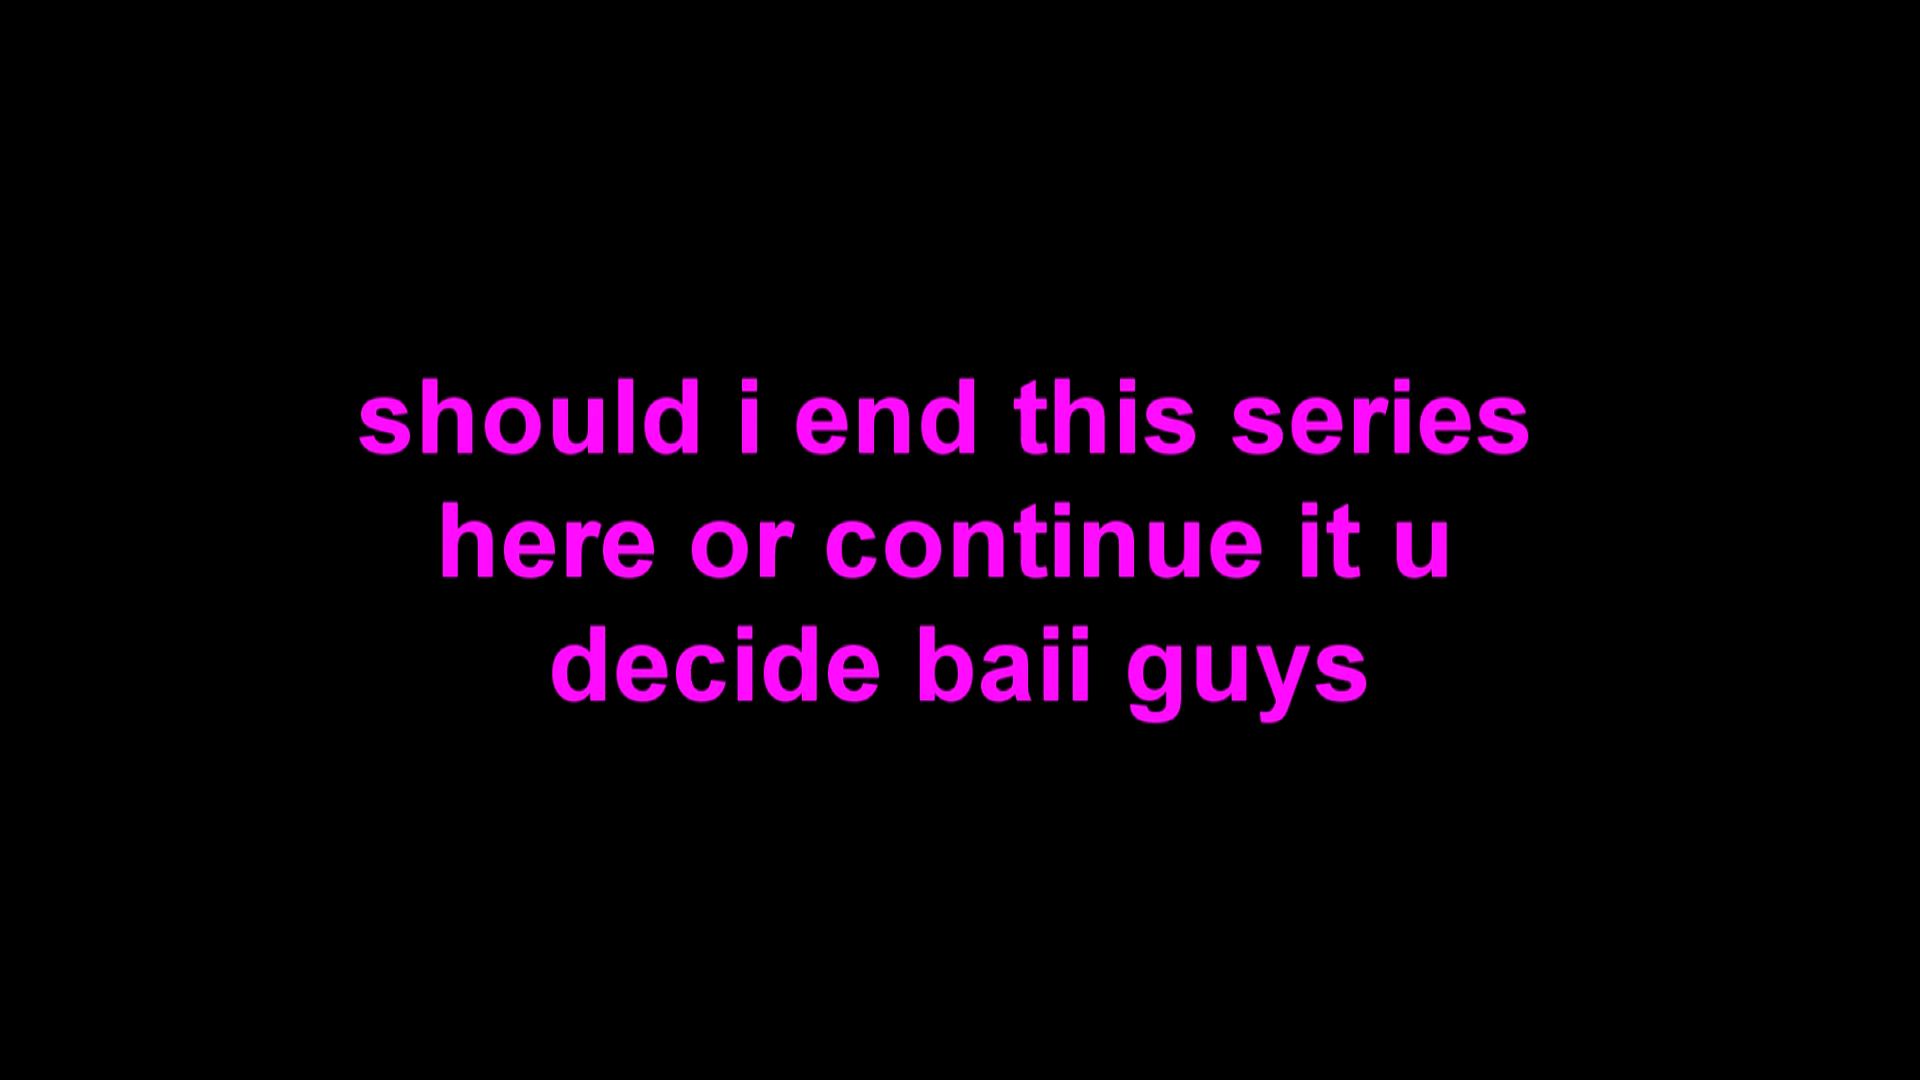 should i end this series
here or continue it u
decide baii guys